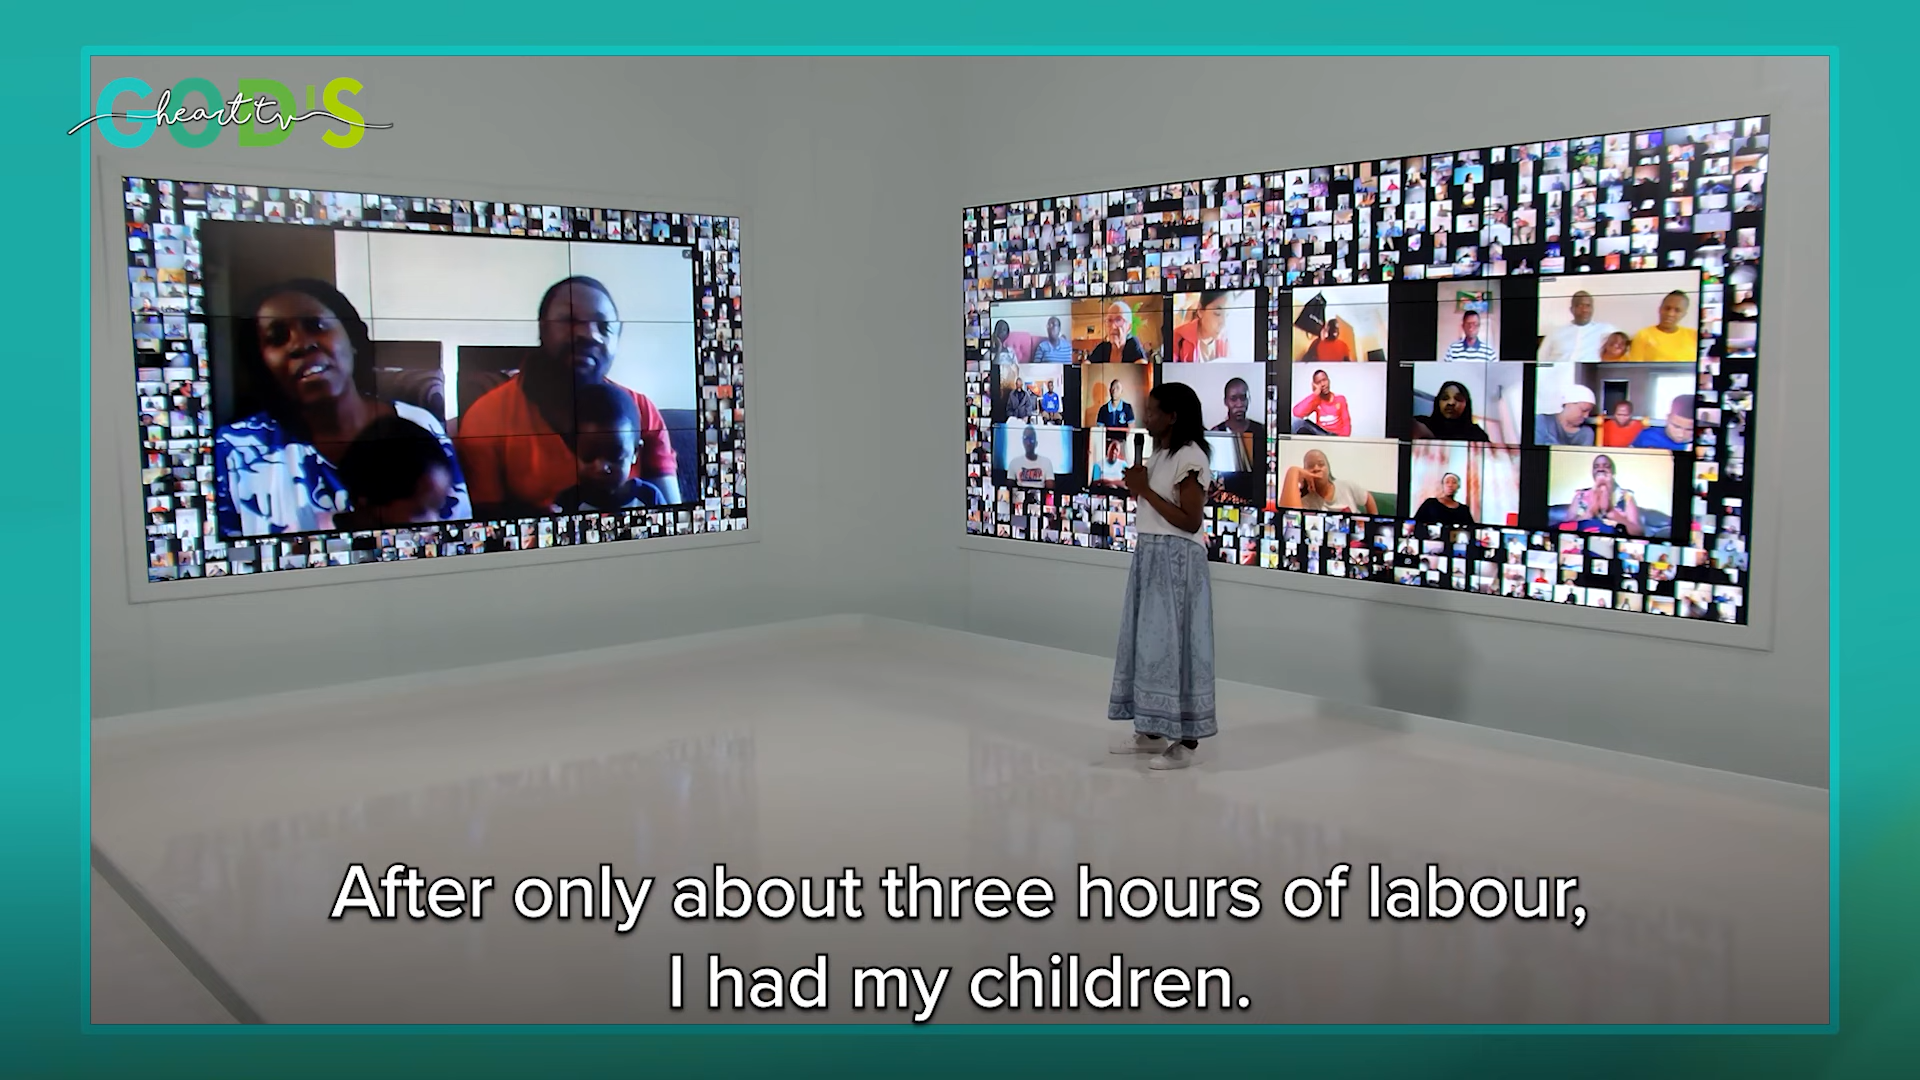 GOD'S
heart tv
After only about three hours of labour,
I had my children.